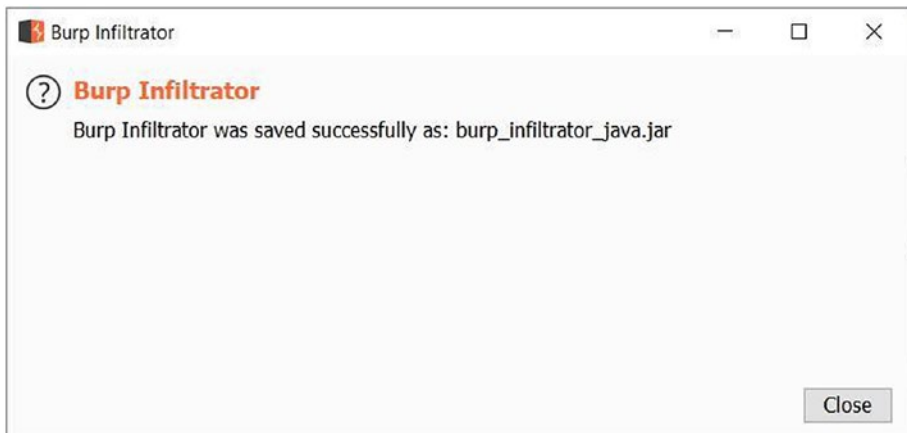 Burp Infiltrator
Burp Infiltrator
Burp Infiltrator was saved successfully as: burp_infiltrator_java.jar
Close